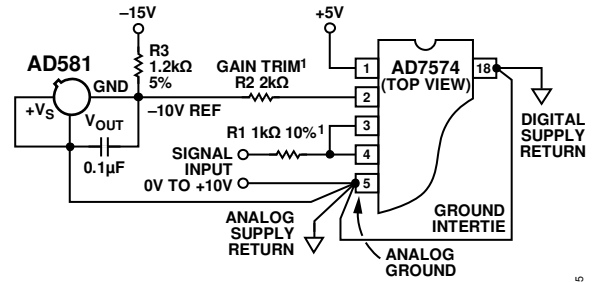 –15V
+5V
R3
1.2kΩ
5%
AD581
GND
+VS
VOUT
–10V REF
0.1µF
GAIN TRIM1
R2 2kΩ
R1 1kΩ 10%1
SIGNAL
INPUT
0V TO +10V
1
2
3
4
5
AD7574
(TOP VIEW)
18
DIGITAL
SUPPLY
RETURN
ANALOG
SUPPLY
RETURN
GROUND
INTERTIE
ANALOG
GROUND
5